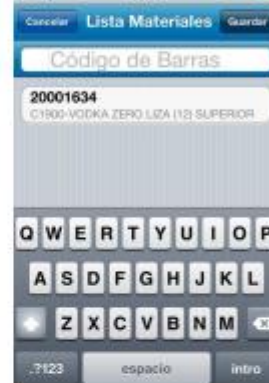 Cancelar Lista Materiales Guardar
Código de Barras
20001634
C1900-VODKA ZERO LIZA (12) SUPERIOR
Q W E R T Y U I O P
A S D F G H J K L
Z X C V B N M
.?123 espacio intro